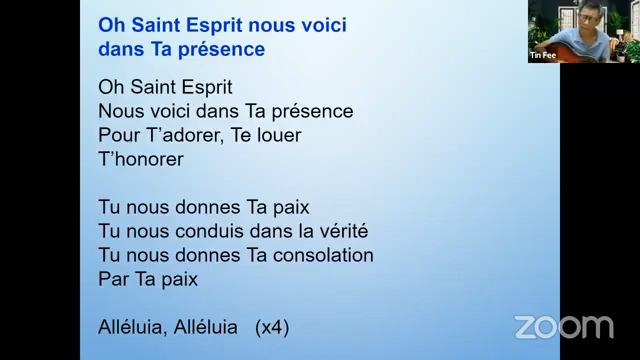 Oh Saint Esprit nous voici
dans Ta présence
Oh Saint Esprit
Nous voici dans Ta présence
Pour T’adorer, Te louer
T’honorer
Tu nous donnes Ta paix
Tu nous conduis dans la vérité
Tu nous donnes Ta consolation
Par Ta paix
Alléluia, Alléluia (x4)
Tin Fee
zoom